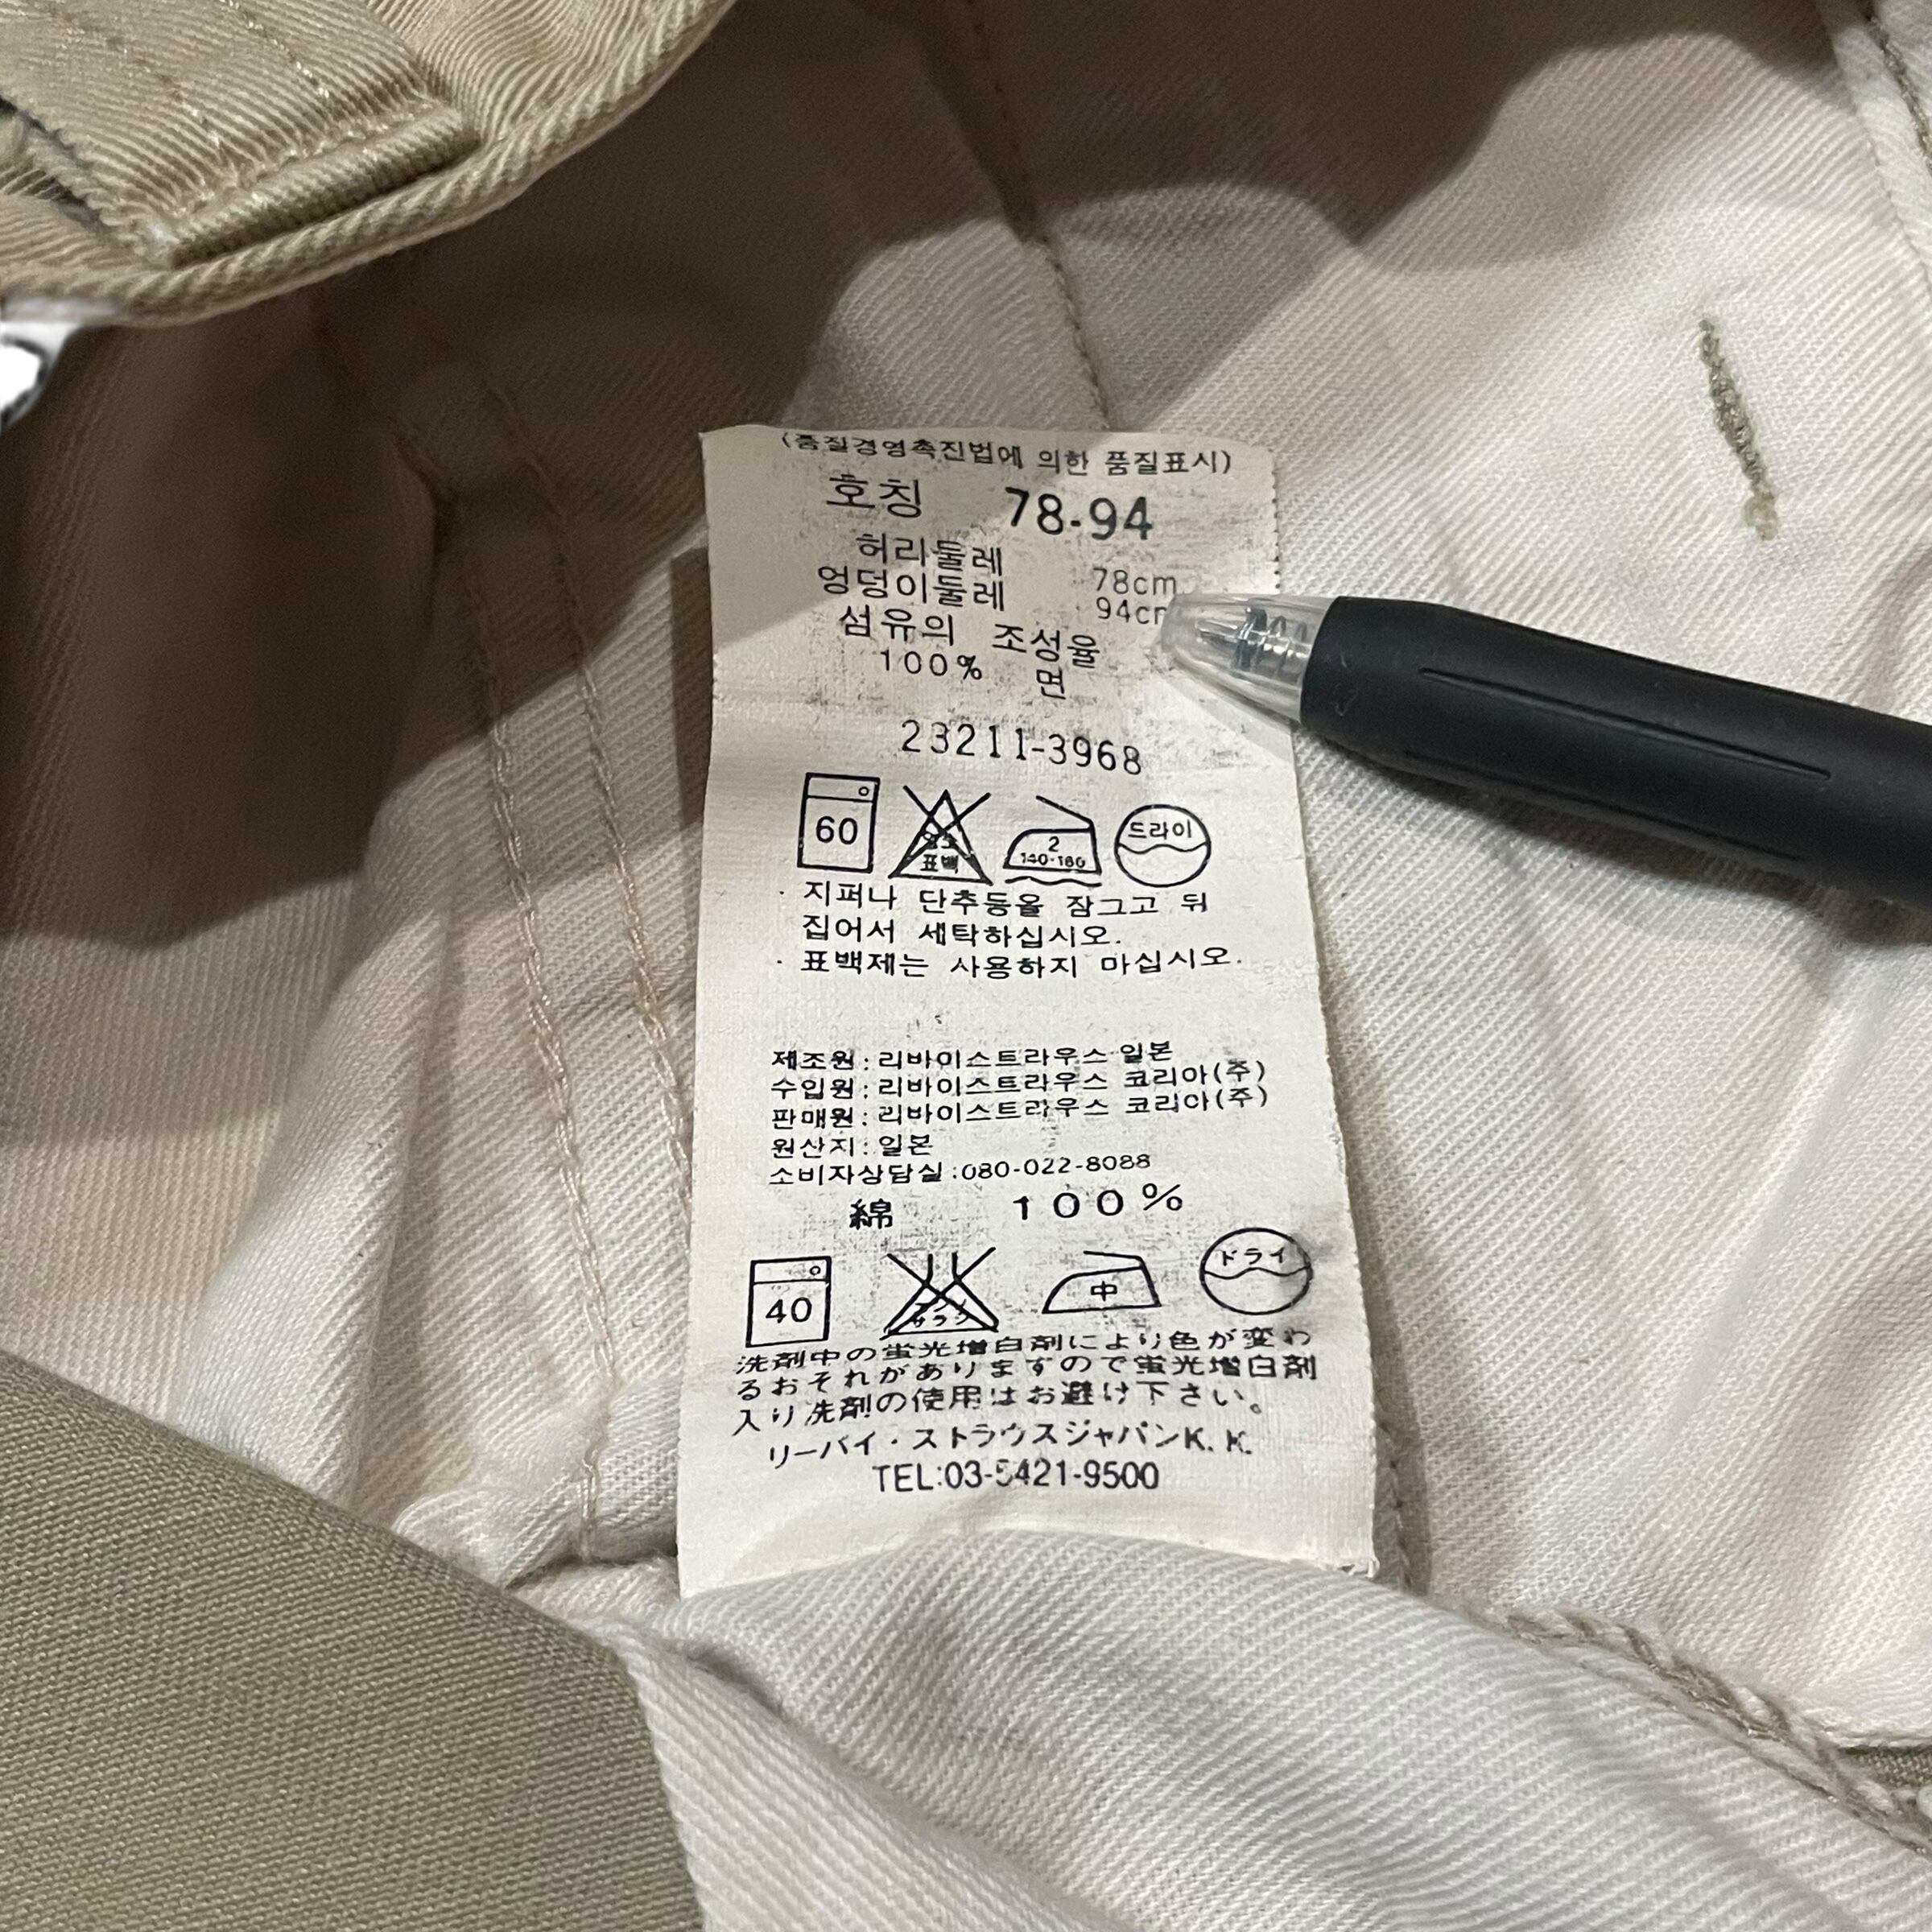 (품질경영촉진법에 의한 품질표시)
호칭 78-94
허리둘레 78cm
엉덩이둘레 94cm
섬유의 조성율
100% 면
23211-3968
60 표백 2 140-160 드라이
· 지퍼나 단추등을 잠그고 뒤
집어서 세탁하십시오.
· 표백제는 사용하지 마십시오.
제조원: 리바이스트라우스 일본
수입원: 리바이스트라우스 코리아(주)
판매원: 리바이스트라우스 코리아(주)
원산지: 일본
소비자상담실:080-022-8088
綿 100%
40 エンソ サラシ 中 ドライ
洗剤中の蛍光増白剤により色が変わ
るおそれがありますので蛍光増白剤
入り洗剤の使用はお避け下さい。
リーバイ・ストラウスジャパンK.K.
TEL:03-5421-9500